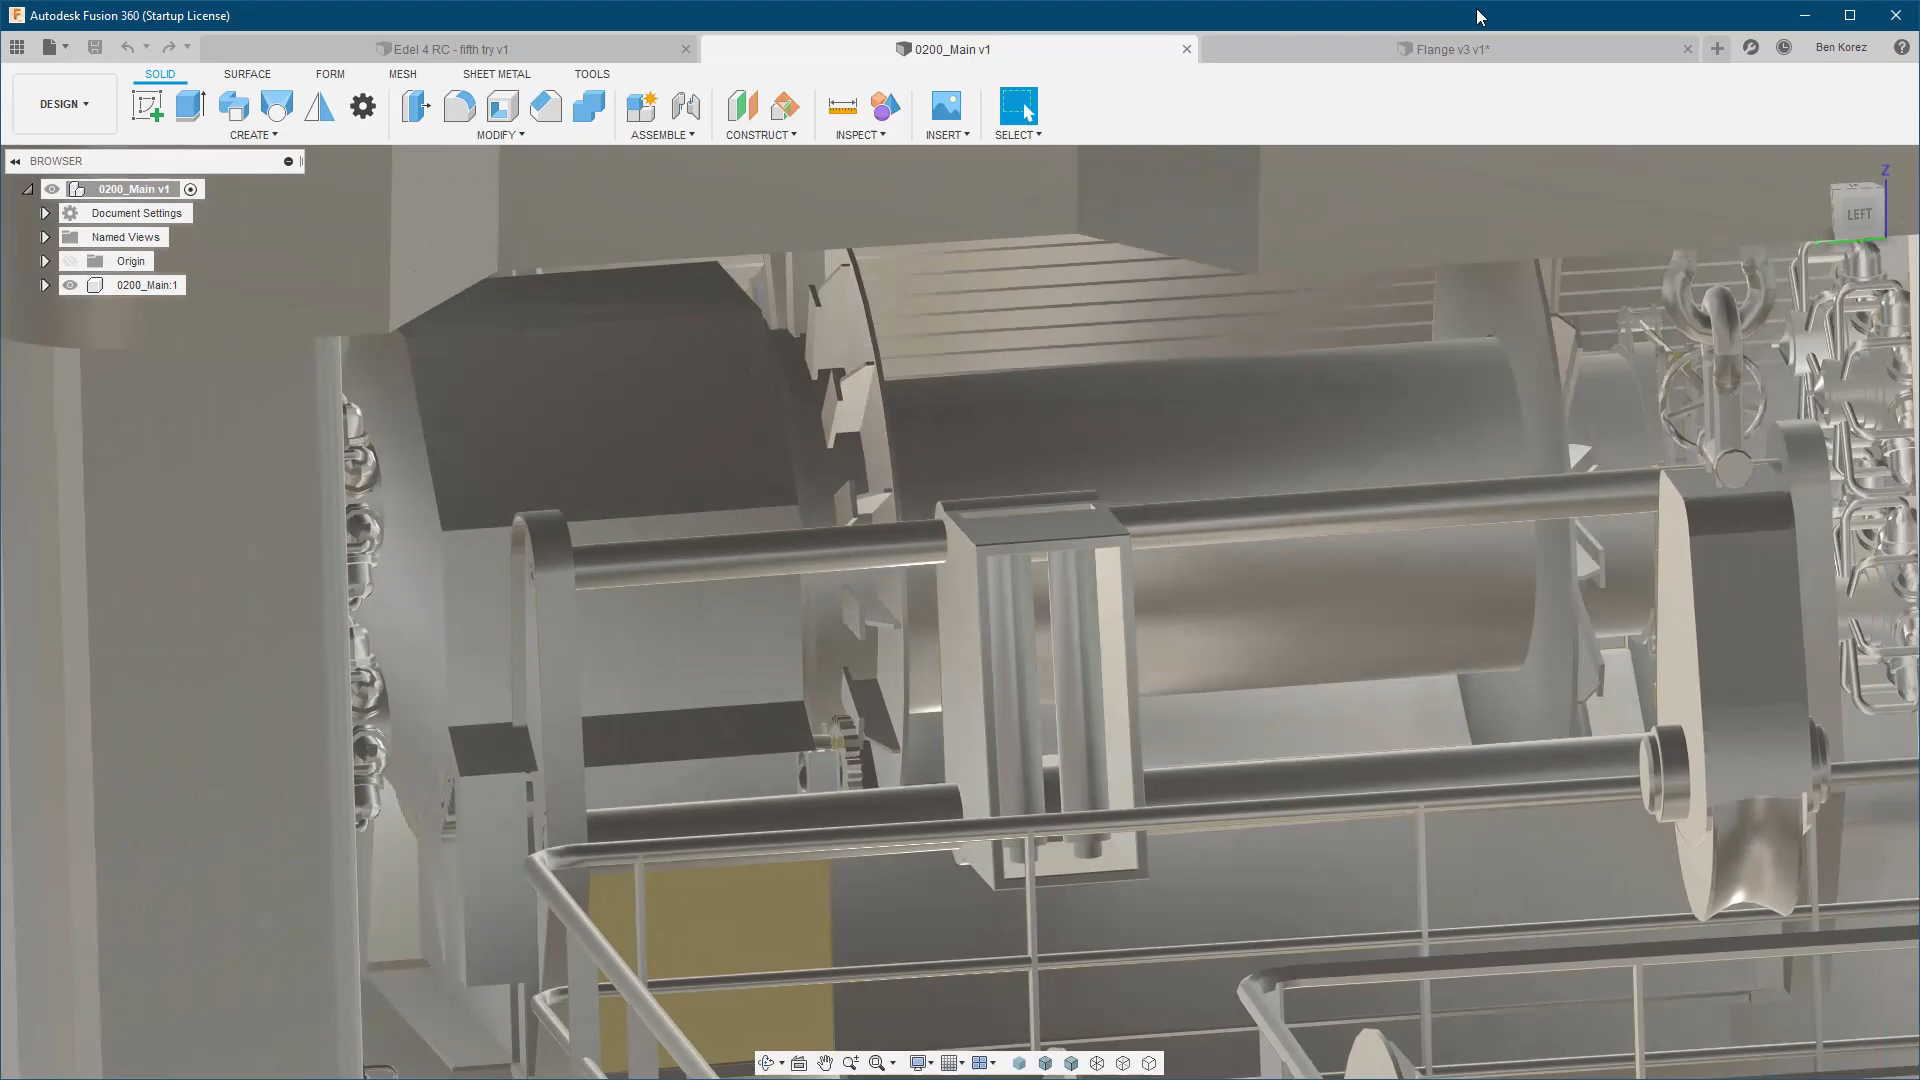 Autodesk Fusion 360 (Startup License)
Edel 4 RC - fifth try v1
0200_Main v1
Flange v3 v1*
Ben Korez
SOLID
SURFACE
FORM
MESH
SHEET METAL
TOOLS
DESIGN
CREATE
MODIFY
ASSEMBLE
CONSTRUCT
INSPECT
INSERT
SELECT
BROWSER
0200_Main v1
Document Settings
Named Views
Origin
0200_Main:1
Z
LEFT